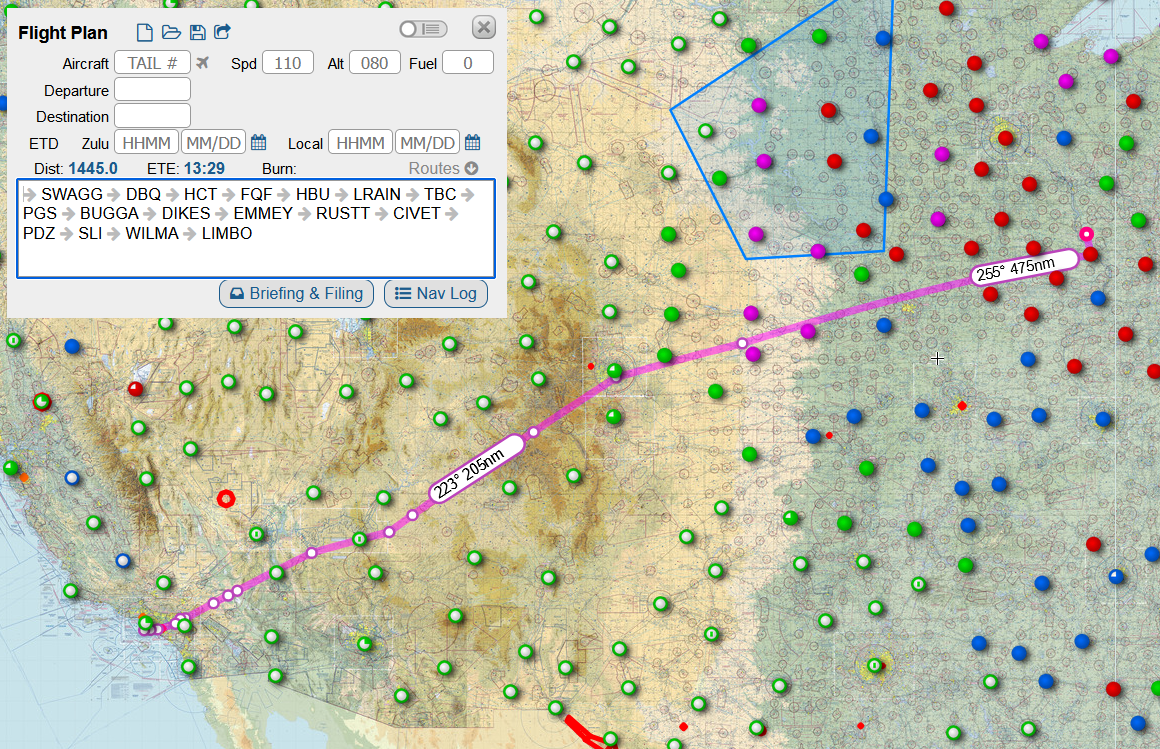 Flight Plan
Aircraft TAIL # Spd 110 Alt 080 Fuel 0
Departure
Destination
ETD Zulu HHMM MM/DD Local HHMM MM/DD
Dist: 1445.0 ETE: 13:29 Burn: Routes
SWAGG DBQ HCT FQF HBU LRAIN TBC
PGS BUGGA DIKES EMMEY RUSTT CIVET
PDZ SLI WILMA LIMBO
Briefing & Filing Nav Log
255° 475nm
223° 205nm